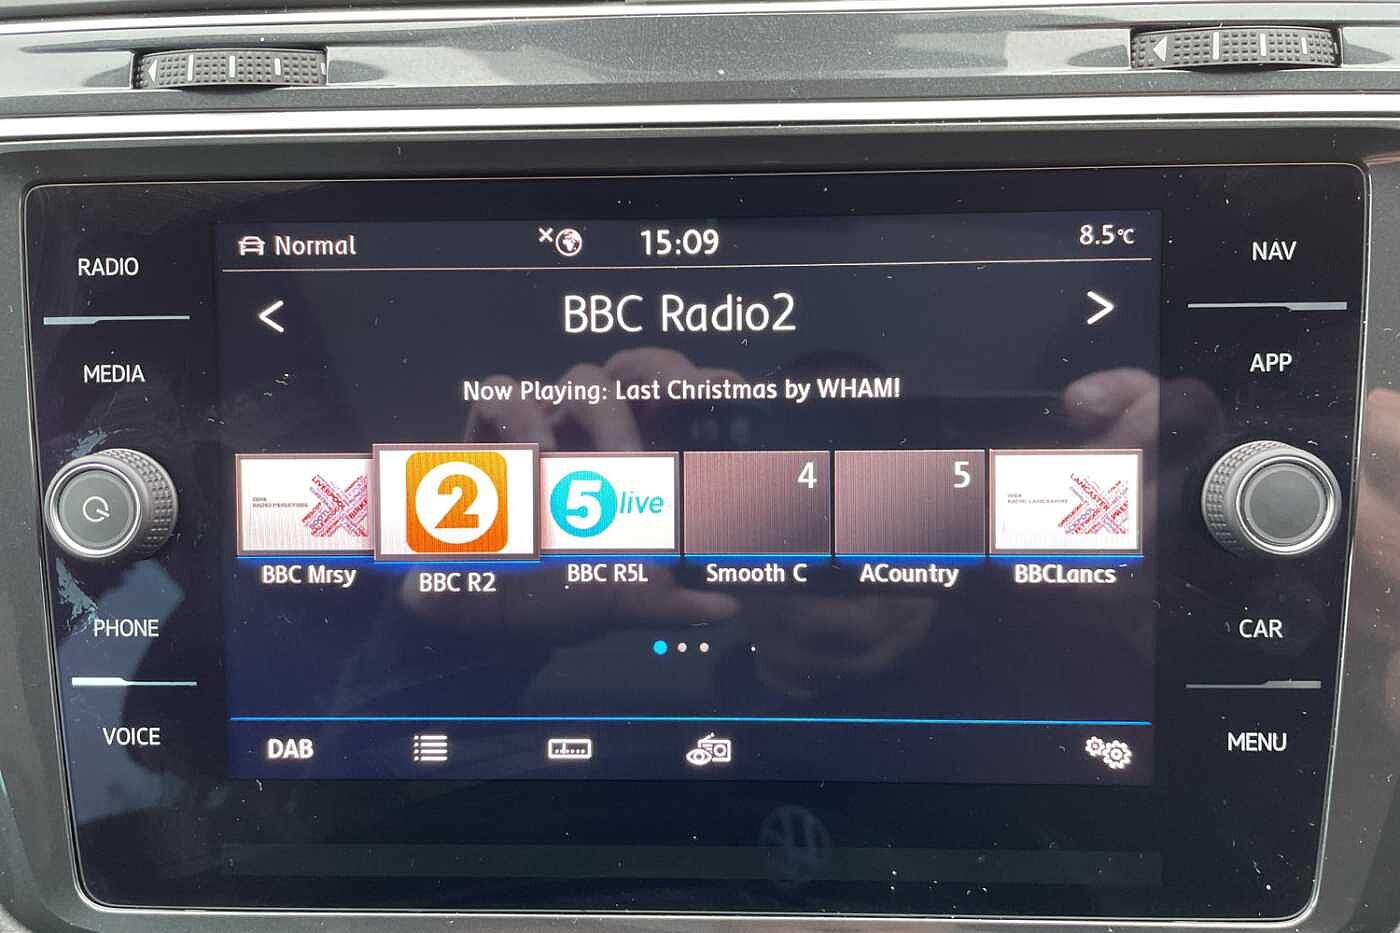 Normal
15:09
8.5°C
RADIO
NAV
BBC Radio2
MEDIA
APP
Now Playing: Last Christmas by WHAM!
2
5 live
4
5
BBC Mrsy
BBC R2
BBC R5L
Smooth C
ACountry
BBCLancs
PHONE
CAR
VOICE
MENU
DAB